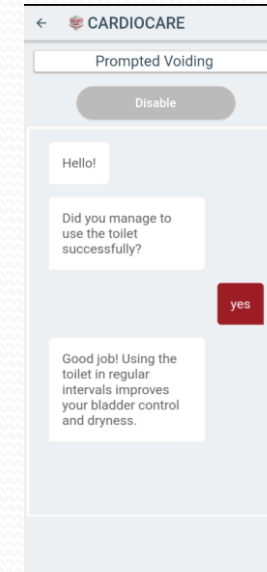 ← CARDIOCARE
Prompted Voiding
Disable
Hello!
Did you manage to
use the toilet
successfully?
yes
Good job! Using the
toilet in regular
intervals improves
your bladder control
and dryness.